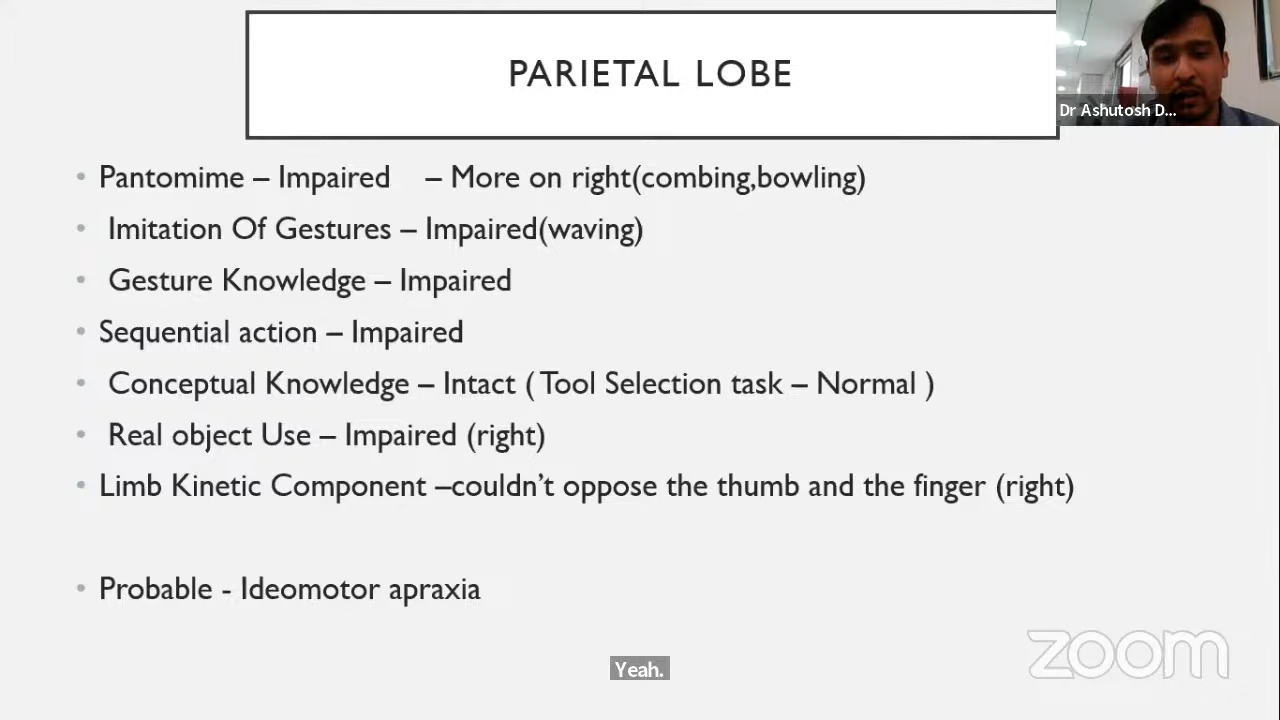 PARIETAL LOBE
Dr Ashutosh D...
• Pantomime – Impaired – More on right(combing,bowling)
• Imitation Of Gestures – Impaired(waving)
• Gesture Knowledge – Impaired
• Sequential action – Impaired
• Conceptual Knowledge – Intact ( Tool Selection task – Normal )
• Real object Use – Impaired (right)
• Limb Kinetic Component –couldn’t oppose the thumb and the finger (right)
• Probable - Ideomotor apraxia
zoom
Yeah.